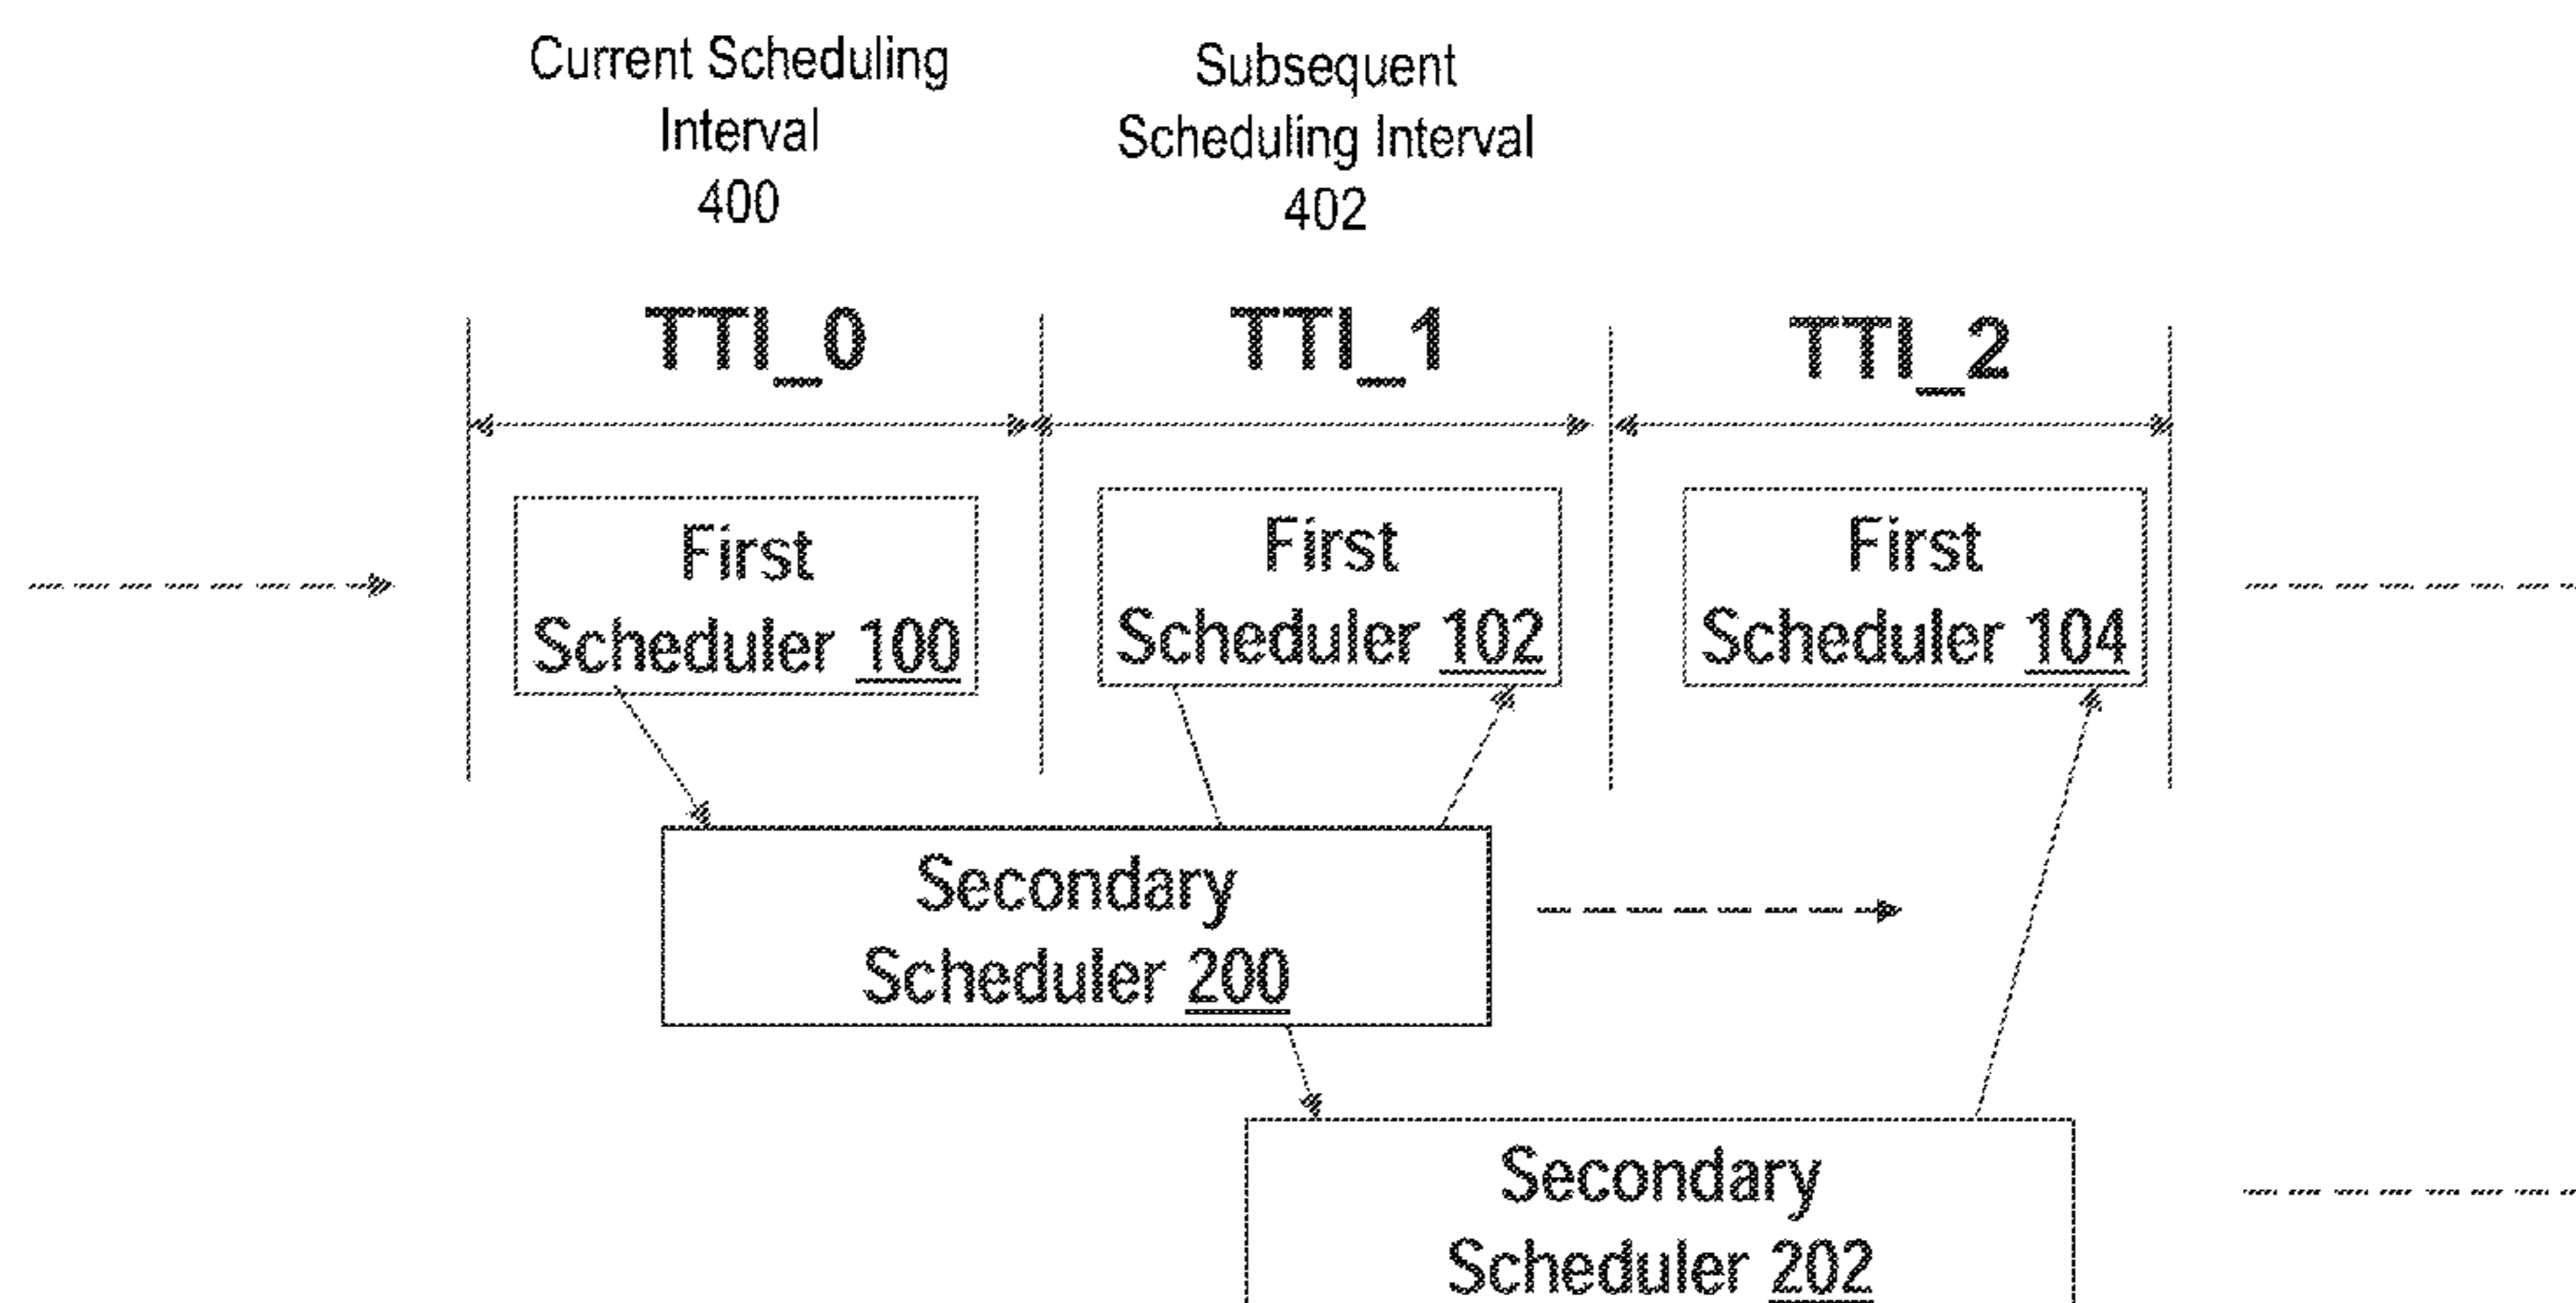 Current Scheduling
Interval
400
Subsequent
Scheduling Interval
402
TTI_0
TTI_1
TTI_2
First
Scheduler 100
First
Scheduler 102
First
Scheduler 104
Secondary
Scheduler 200
Secondary
Scheduler 202